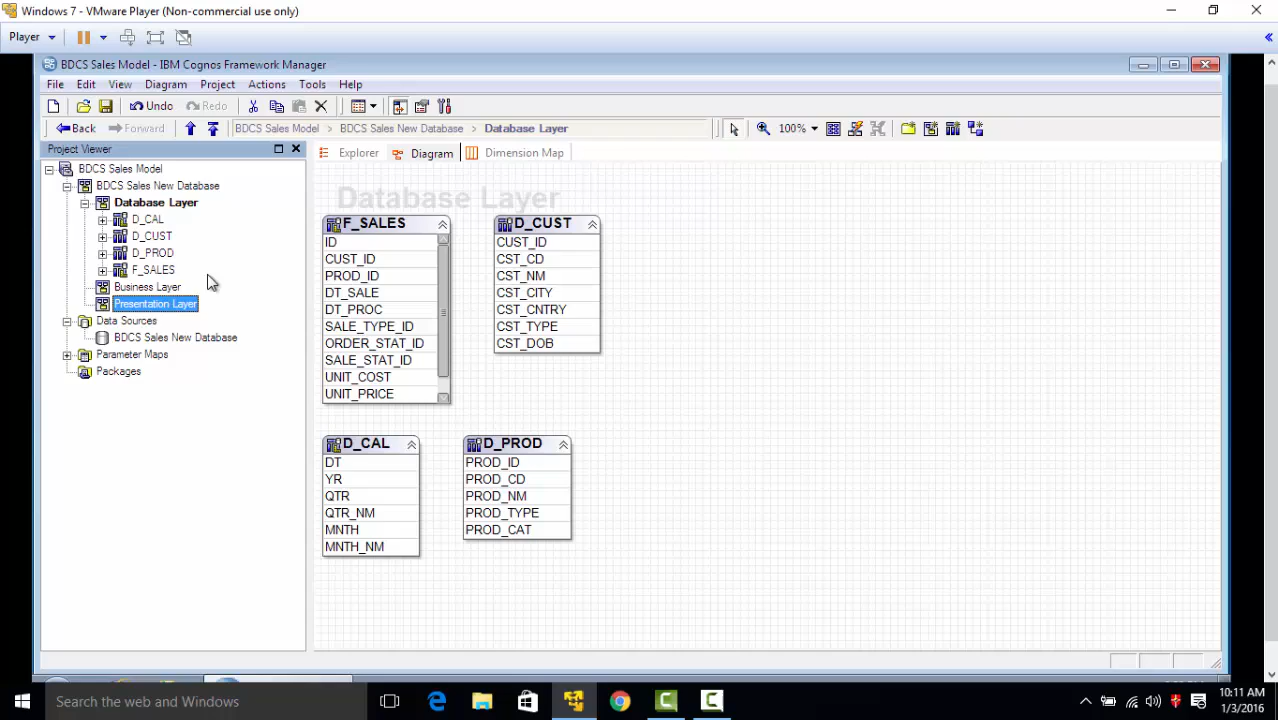 Windows 7 - VMware Player (Non-commercial use only)
Player
BDCS Sales Model - IBM Cognos Framework Manager
File Edit View Diagram Project Actions Tools Help
Undo Redo
Back Forward BDCS Sales Model > BDCS Sales New Database > Database Layer 100%
Project Viewer
Explorer Diagram Dimension Map
BDCS Sales Model
BDCS Sales New Database
Database Layer
D_CAL
D_CUST
D_PROD
F_SALES
Business Layer
Presentation Layer
Data Sources
BDCS Sales New Database
Parameter Maps
Packages
Database Layer
F_SALES
ID
CUST_ID
PROD_ID
DT_SALE
DT_PROC
SALE_TYPE_ID
ORDER_STAT_ID
SALE_STAT_ID
UNIT_COST
UNIT_PRICE
D_CUST
CUST_ID
CST_CD
CST_NM
CST_CITY
CST_CNTRY
CST_TYPE
CST_DOB
D_CAL
DT
YR
QTR
QTR_NM
MNTH
MNTH_NM
D_PROD
PROD_ID
PROD_CD
PROD_NM
PROD_TYPE
PROD_CAT
Search the web and Windows
10:11 AM
1/3/2016